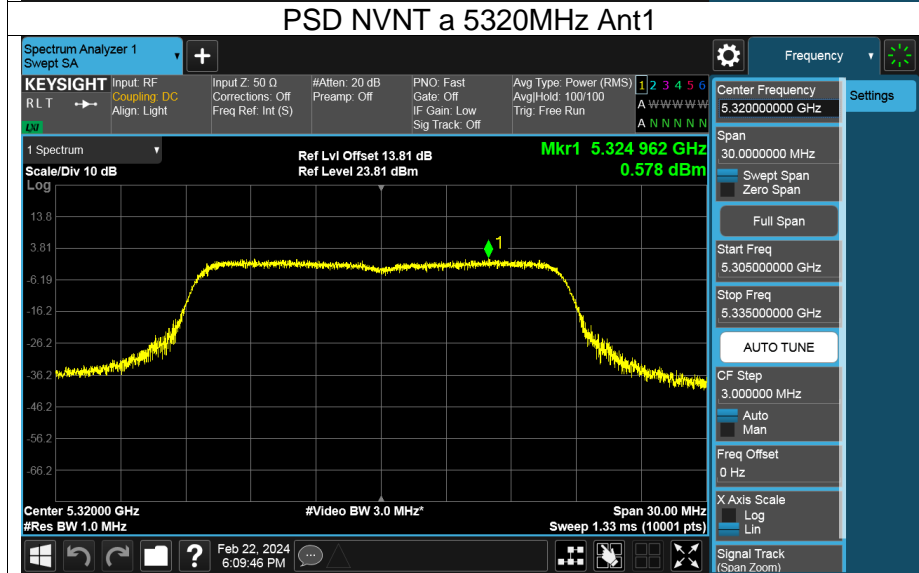 PSD NVNT a 5320MHz Ant1
Spectrum Analyzer 1
Swept SA
+
Frequency
KEYSIGHT
RLT
LXI
Input: RF
Coupling: DC
Align: Light
Input Z: 50 Ω
Corrections: Off
Freq Ref: Int (S)
#Atten: 20 dB
Preamp: Off
PNO: Fast
Gate: Off
IF Gain: Low
Sig Track: Off
Avg Type: Power (RMS)
Avg|Hold: 100/100
Trig: Free Run
1 2 3 4 5 6
A W W W W W
A N N N N N
1 Spectrum
Scale/Div 10 dB
Log
Ref Lvl Offset 13.81 dB
Ref Level 23.81 dBm
Mkr1 5.324 962 GHz
0.578 dBm
13.8
3.81
-6.19
-16.2
-26.2
-36.2
-46.2
-56.2
-66.2
1
Center 5.32000 GHz
#Res BW 1.0 MHz
#Video BW 3.0 MHz*
Span 30.00 MHz
Sweep 1.33 ms (10001 pts)
?
Feb 22, 2024
6:09:46 PM
Center Frequency
5.320000000 GHz
Span
30.0000000 MHz
Swept Span
Zero Span
Full Span
Start Freq
5.305000000 GHz
Stop Freq
5.335000000 GHz
AUTO TUNE
CF Step
3.000000 MHz
Auto
Man
Freq Offset
0 Hz
X Axis Scale
Log
Lin
Signal Track
(Span Zoom)
Settings